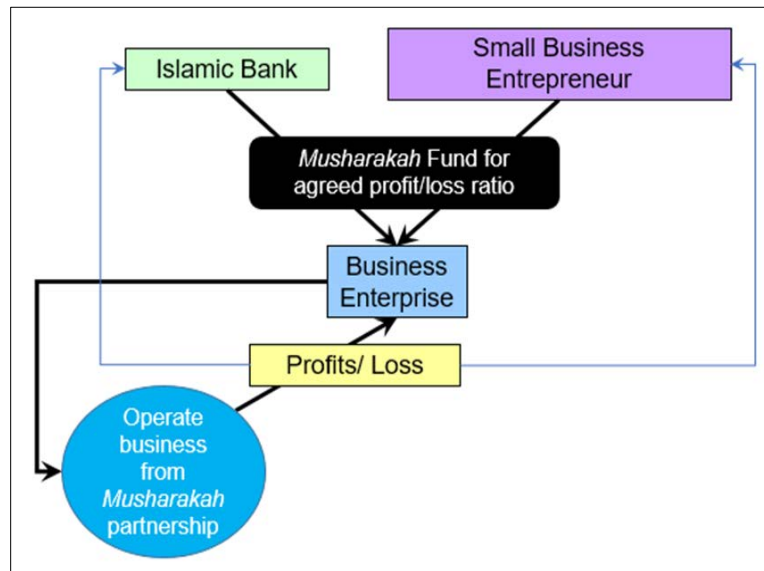 Islamic Bank
Small Business
Entrepreneur
Musharakah Fund for
agreed profit/loss ratio
Business
Enterprise
Profits/ Loss
Operate
business
from
Musharakah
partnership